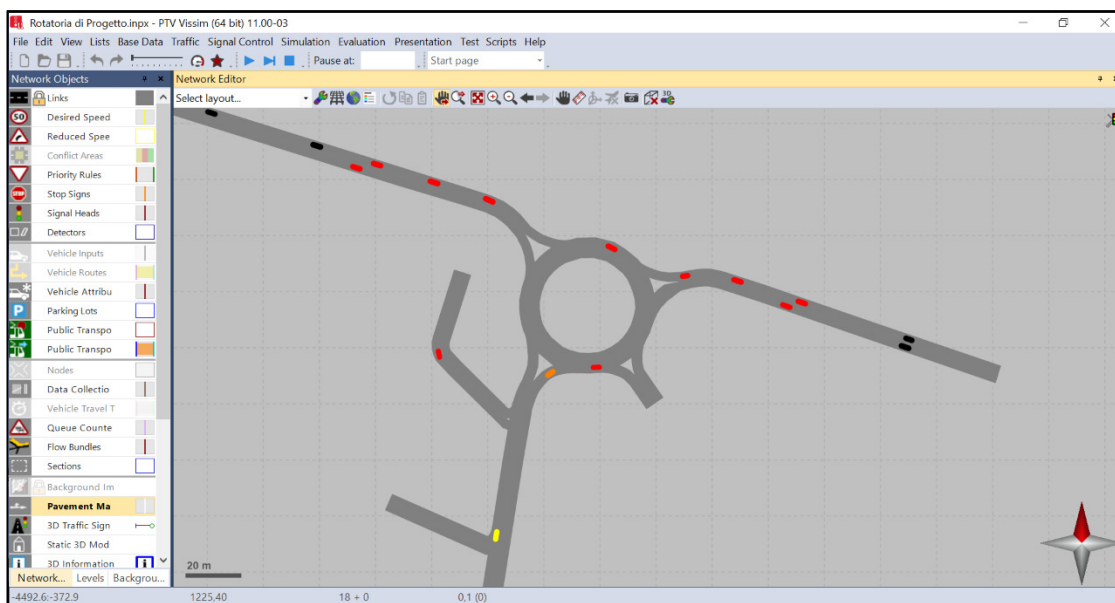 Rotatoria di Progetto.inpx - PTV Vissim (64 bit) 11.00-03
File Edit View Lists Base Data Traffic Signal Control Simulation Evaluation Presentation Test Scripts Help
Pause at: Start page
Network Objects
Network Editor
Select layout...
3D
Links
50 Desired Speed
Reduced Spee
Conflict Areas
Priority Rules
STOP Stop Signs
Signal Heads
Detectors
Vehicle Inputs
Vehicle Routes
Vehicle Attribu
P Parking Lots
Public Transpo
Public Transpo
Nodes
Data Collectio
Vehicle Travel T
Queue Counte
Flow Bundles
Sections
Background Im
Pavement Ma
3D Traffic Sign
Static 3D Mod
3D Information
Network... Levels Backgrou...
20 m
-4492.6:-372.9 1225,40 18 + 0 0,1 (0)